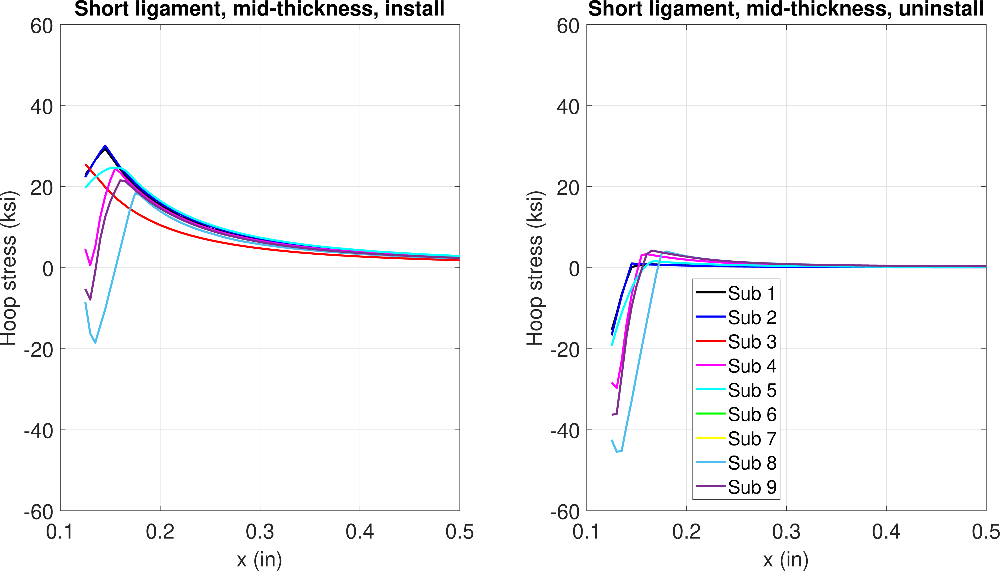 Short ligament, mid-thickness, install
60
40
20
0
-20
-40
-60
0.1
0.2
0.3
0.4
0.5
Hoop stress (ksi)
x (in)
Short ligament, mid-thickness, uninstall
60
40
20
0
-20
-40
-60
0.1
0.2
0.3
0.4
0.5
Hoop stress (ksi)
x (in)
Sub 1
Sub 2
Sub 3
Sub 4
Sub 5
Sub 6
Sub 7
Sub 8
Sub 9